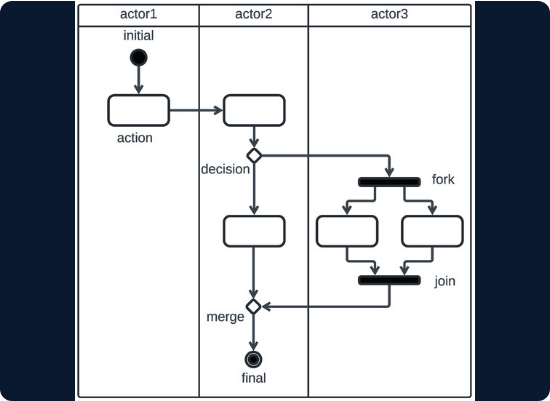 actor1
actor2
actor3
initial
action
decision
fork
join
merge
final